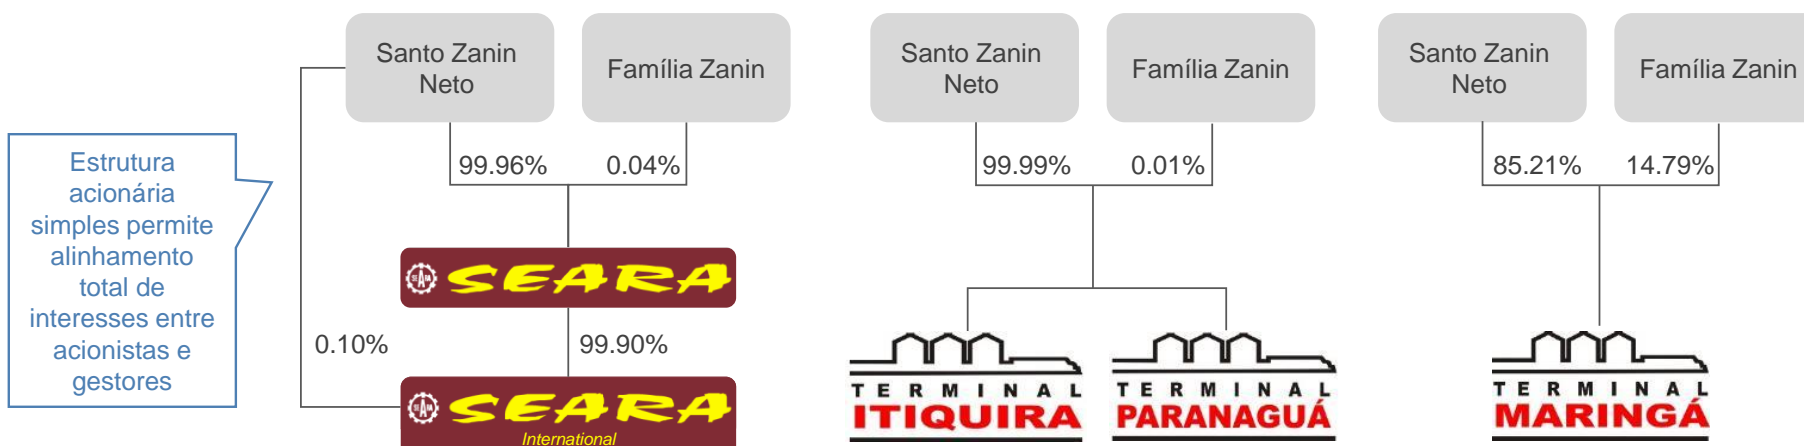 Santo Zanin
Neto
Família Zanin
Santo Zanin
Neto
Família Zanin
Santo Zanin
Neto
Família Zanin
99.96%
0.04%
99.99%
0.01%
85.21%
14.79%
Estrutura
acionária
simples permite
alinhamento
total de
interesses entre
acionistas e
gestores
SEARA
SEARA
0.10%
99.90%
SEARA
SEARA
International
TERMINAL
ITIQUIRA
TERMINAL
PARANAGUÁ
TERMINAL
MARINGÁ